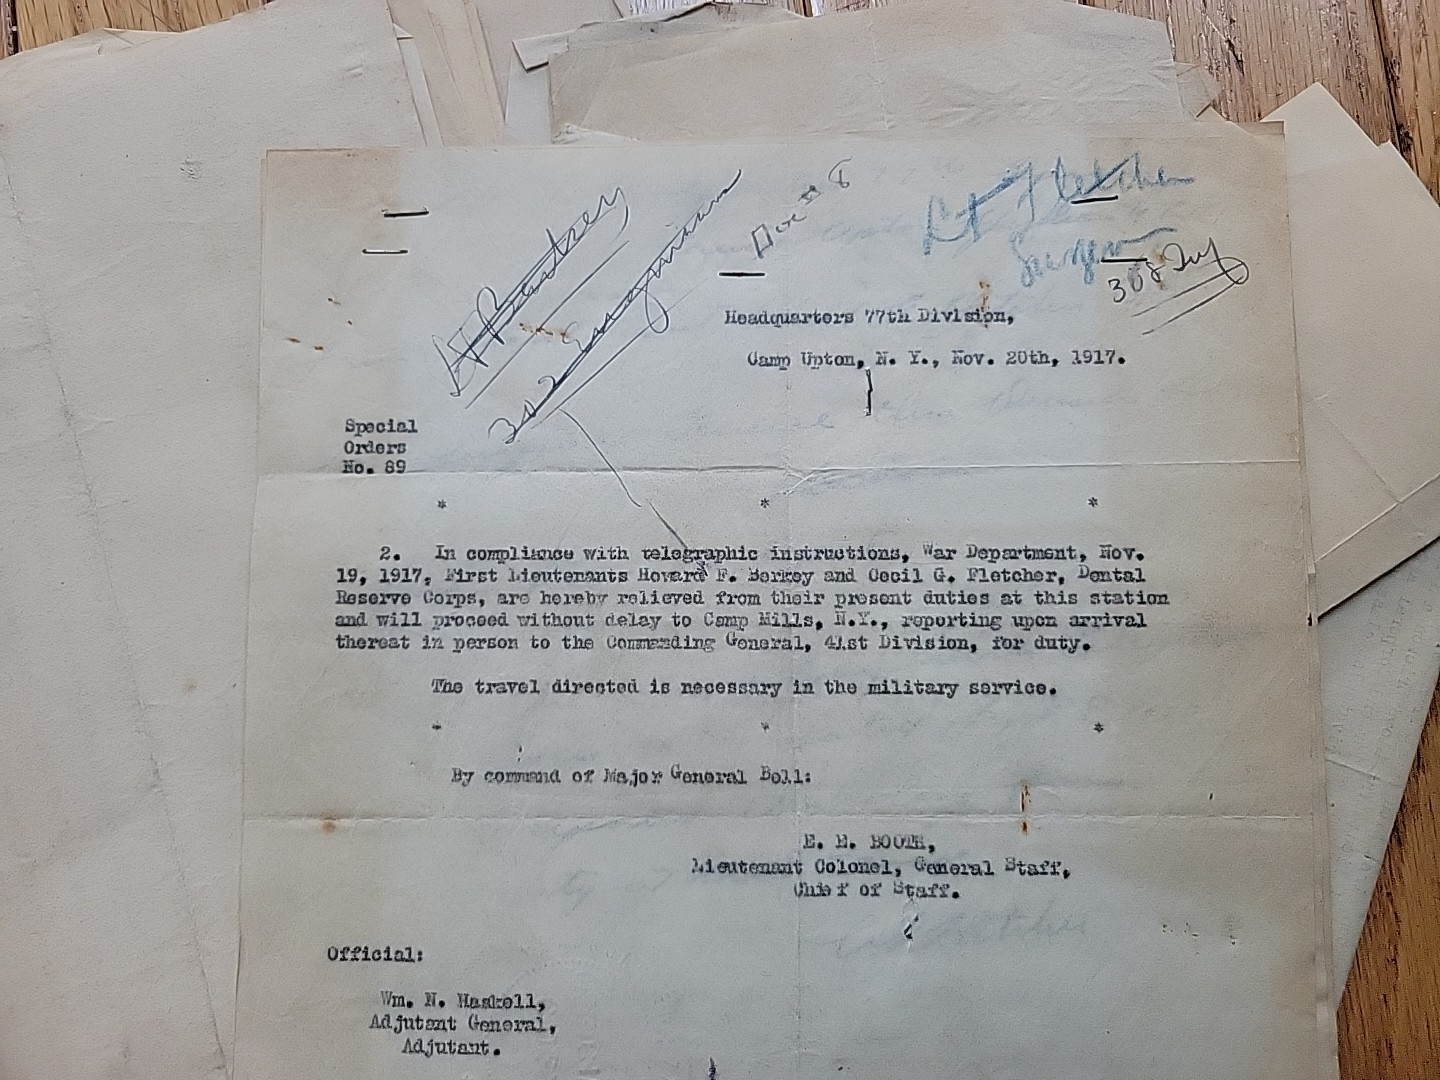 Lt Fletcher
308 Inf
Headquarters 77th Division,
Camp Upton, N. Y., Nov. 20th, 1917.
Special
Orders
No. 89
* * *
2. In compliance with telegraphic instructions, War Department, Nov.
19, 1917, First Lieutenants Howard F. Berkey and Cecil G. Fletcher, Dental
Reserve Corps, are hereby relieved from their present duties at this station
and will proceed without delay to Camp Mills, N.Y., reporting upon arrival
thereat in person to the Commanding General, 41st Division, for duty.
The travel directed is necessary in the military service.
* * *
By command of Major General Bell:
E. E. BOOTH,
Lieutenant Colonel, General Staff,
Chief of Staff.
Official:
Wm. N. Haskell,
Adjutant General,
Adjutant.